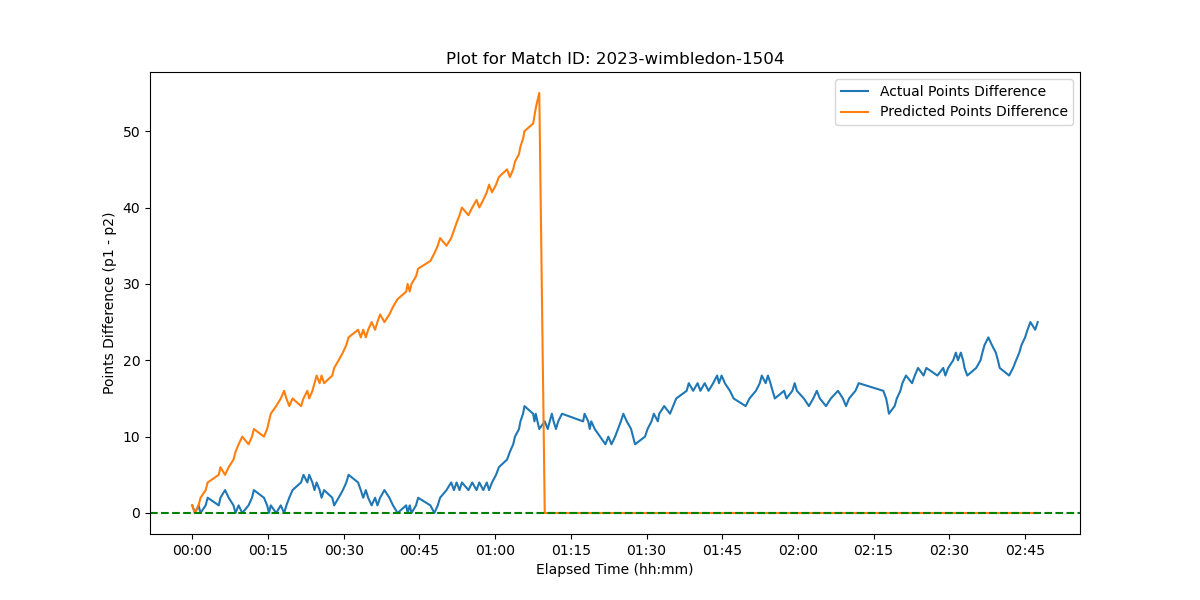 Plot for Match ID: 2023-wimbledon-1504
Actual Points Difference
Predicted Points Difference
Points Difference (p1 - p2)
50
40
30
20
10
0
00:00 00:15 00:30 00:45 01:00 01:15 01:30 01:45 02:00 02:15 02:30 02:45
Elapsed Time (hh:mm)